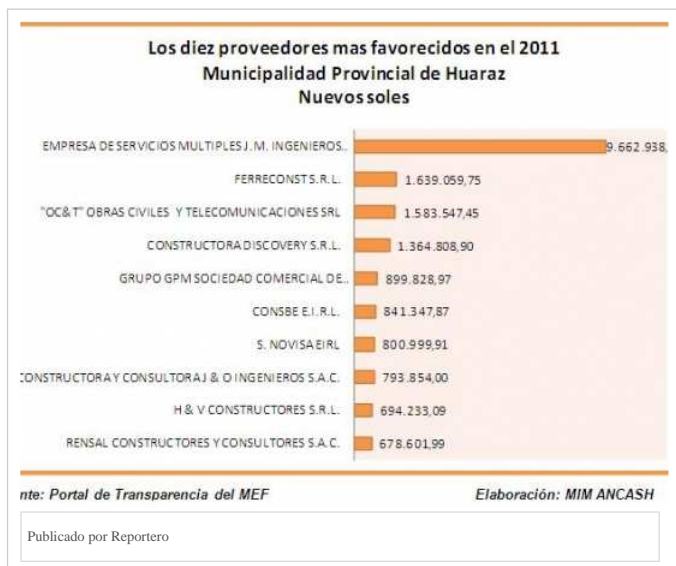 Los diez proveedores mas favorecidos en el 2011
Municipalidad Provincial de Huaraz
Nuevos soles
EMPRESA DE SERVICIOS MULTIPLES J.M. INGENIEROS.. 9.662.938,
FERRECONST S.R.L. 1.639.059,75
"OC&T" OBRAS CIVILES Y TELECOMUNICACIONES SRL 1.583.547,45
CONSTRUCTORA DISCOVERY S.R.L. 1.364.808,90
GRUPO GPM SOCIEDAD COMERCIAL DE.. 899.828,97
CONSBE E.I.R.L. 841.347,87
S. NOVISA EIRL 800.999,91
CONSTRUCTORA Y CONSULTORA J & O INGENIEROS S.A.C. 793.854,00
H & V CONSTRUCTORES S.R.L. 694.233,09
RENSAL CONSTRUCTORES Y CONSULTORES S.A.C. 678.601,99
nte: Portal de Transparencia del MEF Elaboración: MIM ANCASH
Publicado por Reportero